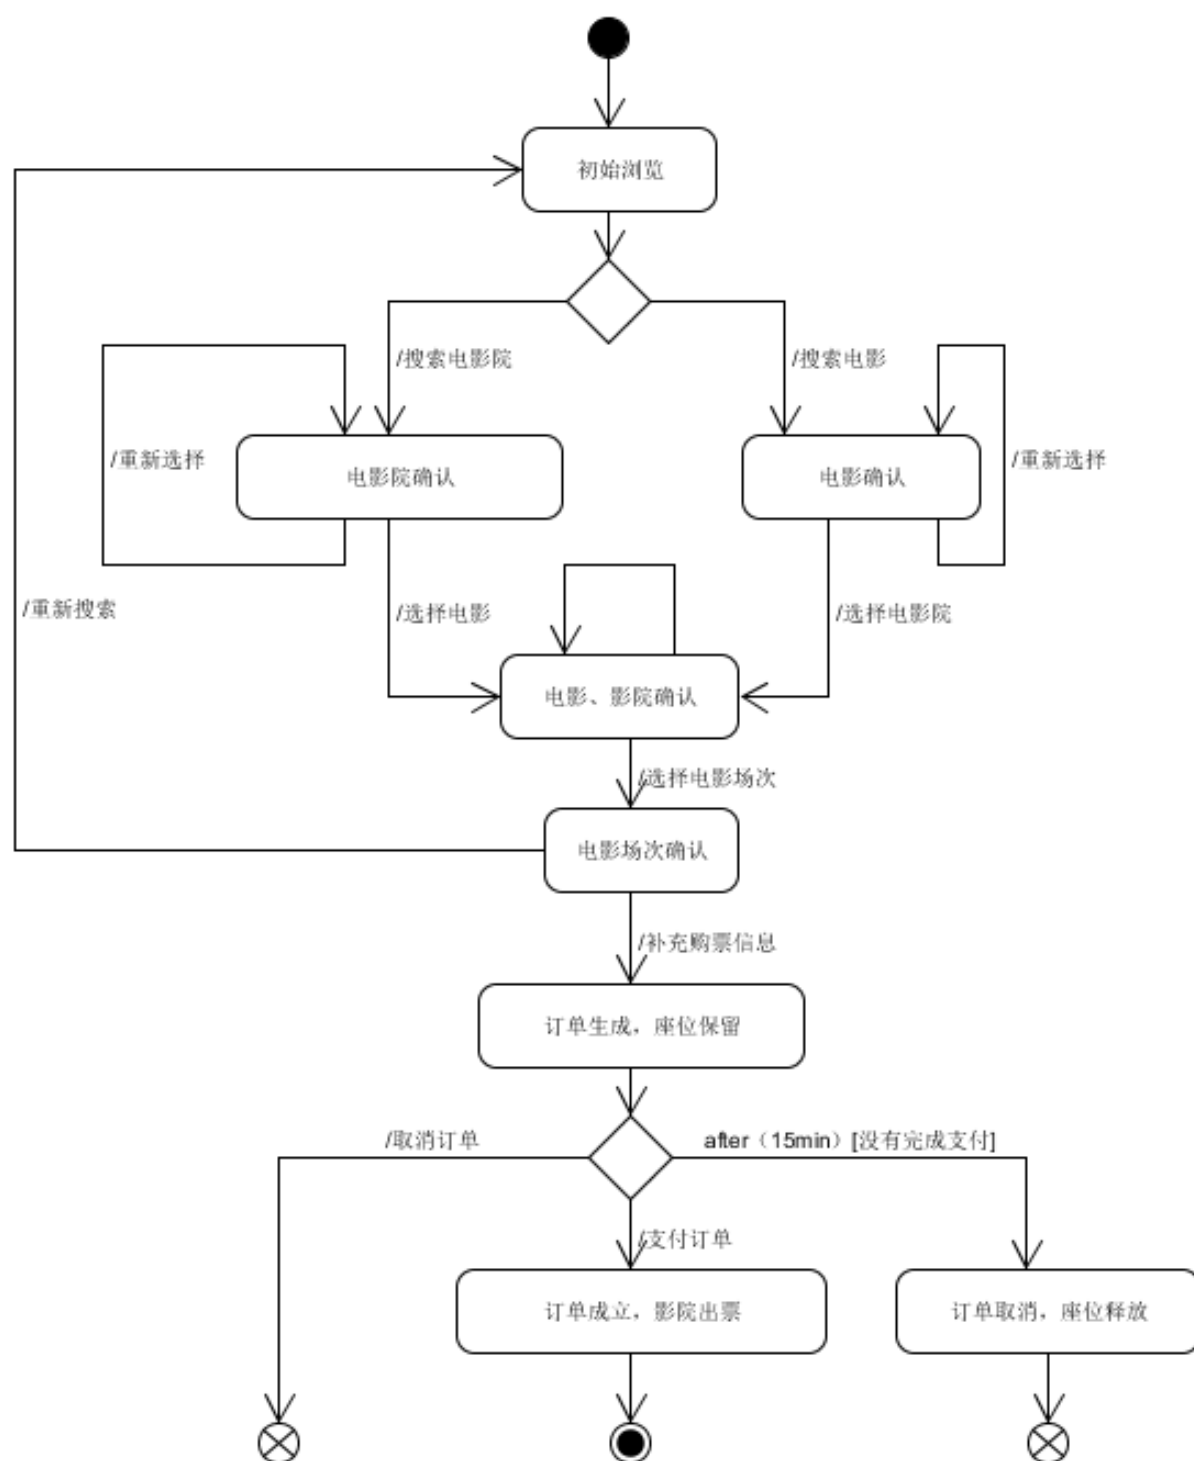 初始浏览
/搜索电影院
/搜索电影
/重新选择
电影院确认
电影确认
/重新选择
/重新搜索
/选择电影
/选择电影院
电影、影院确认
/选择电影场次
电影场次确认
/补充购票信息
订单生成，座位保留
/取消订单
after（15min）[没有完成支付]
/支付订单
订单成立，影院出票
订单取消，座位释放